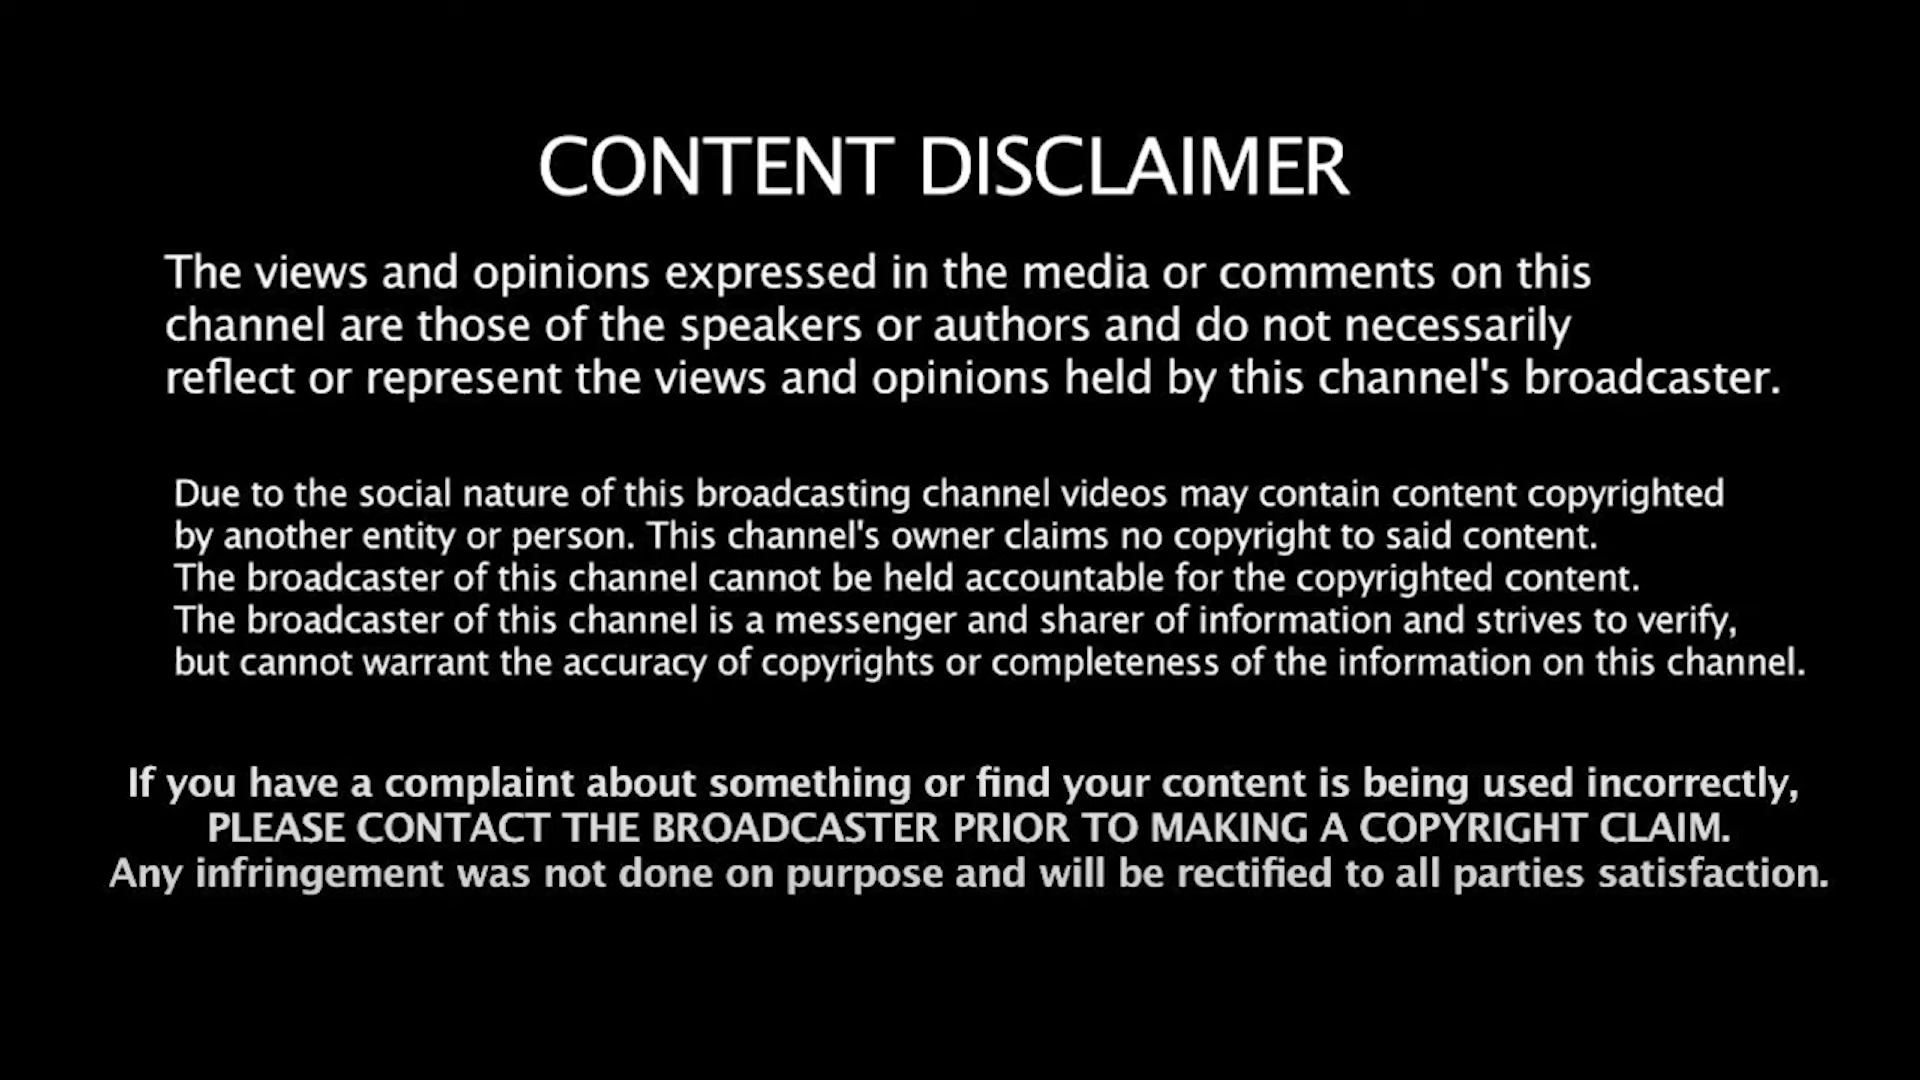 CONTENT DISCLAIMER
The views and opinions expressed in the media or comments on this
channel are those of the speakers or authors and do not necessarily
reflect or represent the views and opinions held by this channel's broadcaster.
Due to the social nature of this broadcasting channel videos may contain content copyrighted
by another entity or person. This channel's owner claims no copyright to said content.
The broadcaster of this channel cannot be held accountable for the copyrighted content.
The broadcaster of this channel is a messenger and sharer of information and strives to verify,
but cannot warrant the accuracy of copyrights or completeness of the information on this channel.
If you have a complaint about something or find your content is being used incorrectly,
PLEASE CONTACT THE BROADCASTER PRIOR TO MAKING A COPYRIGHT CLAIM.
Any infringement was not done on purpose and will be rectified to all parties satisfaction.